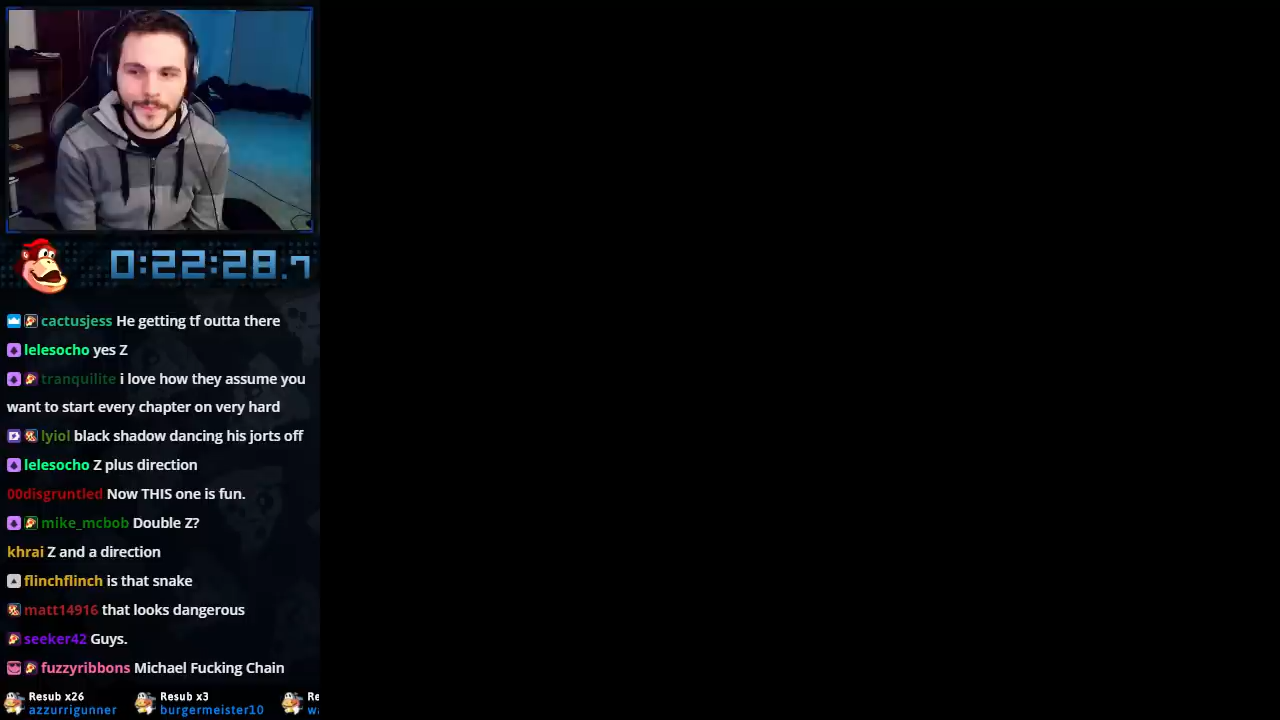 0:22:28.7
cactusjess He getting tf outta there
lelesocho yes Z
tranquilite i love how they assume you
want to start every chapter on very hard
lyiol black shadow dancing his jorts off
lelesocho Z plus direction
00disgruntled Now THIS one is fun.
mike_mcbob Double Z?
khrai Z and a direction
flinchflinch is that snake
matt14916 that looks dangerous
seeker42 Guys.
fuzzyribbons Michael Fucking Chain
Resub x26 Resub x3 Re
azzurrigunner burgermeister10